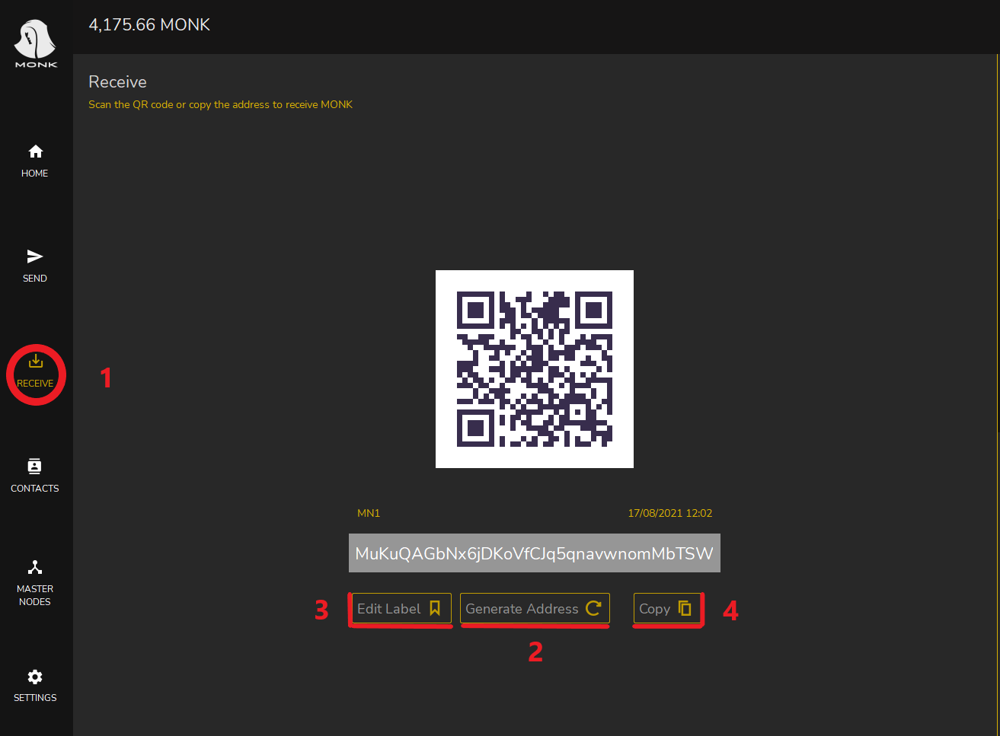 4,175.66 MONK
MONK
Receive
Scan the QR code or copy the address to receive MONK
HOME
SEND
RECEIVE
1
CONTACTS
MN1
17/08/2021 12:02
MuKuQAGbNx6jDKoVfCJq5qnavwnomMbTSW
MASTER
NODES
3
Edit Label
Generate Address
Copy
4
2
SETTINGS